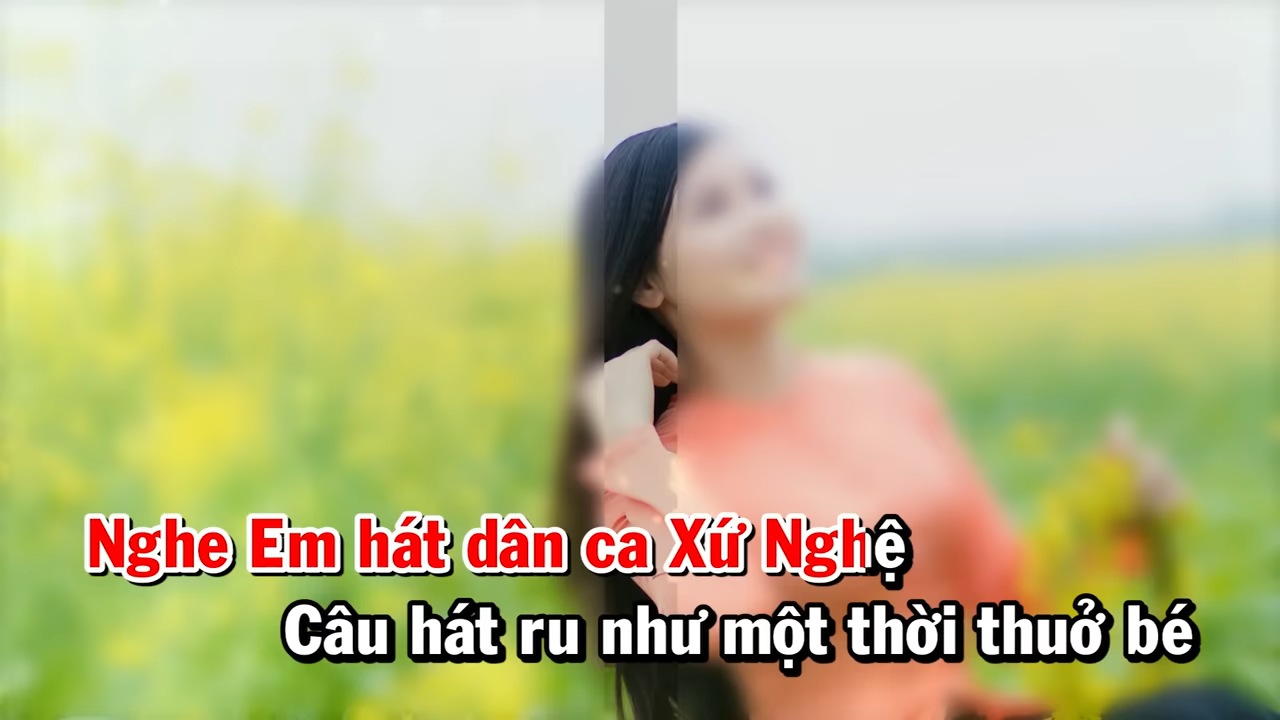 Nghe Em hát dân ca Xứ Nghệ
Câu hát ru như một thời thuở bé